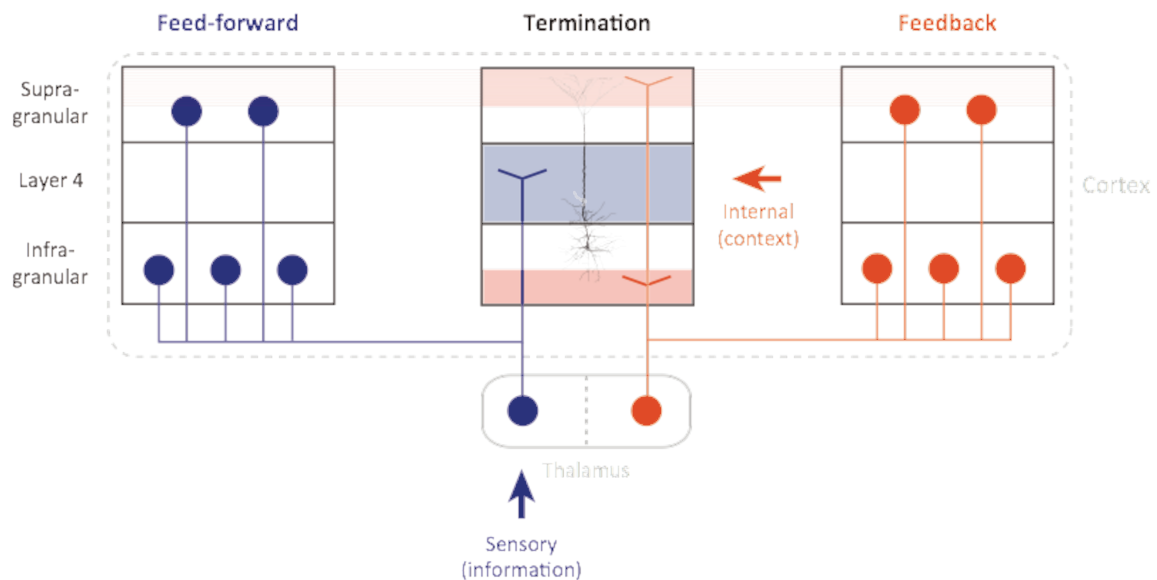 Feed-forward
Termination
Feedback
Supra-
granular
Layer 4
Infra-
granular
Internal
(context)
Cortex
Thalamus
Sensory
(information)